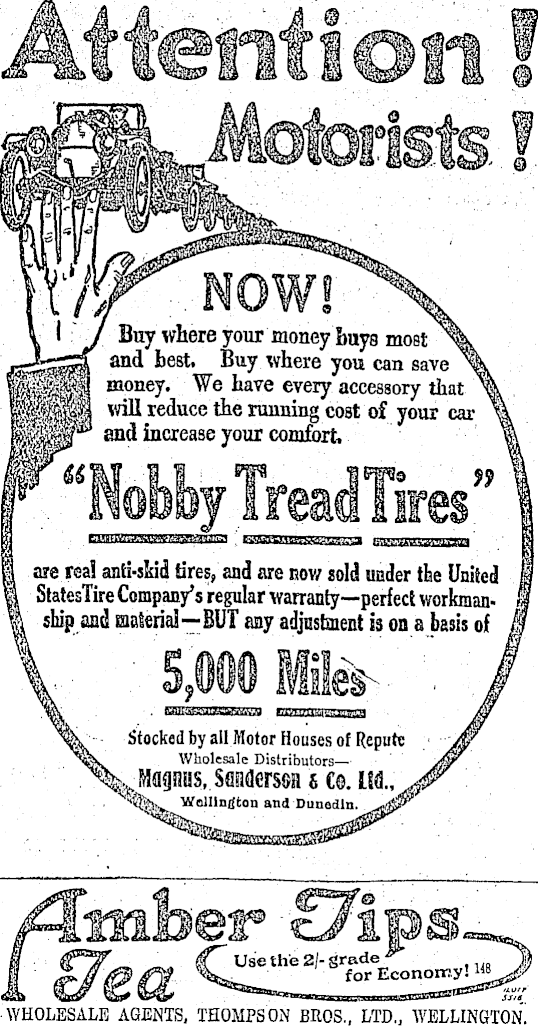 Attention!
Motorists!
NOW!
Buy where your money buys most
and best. Buy where you can save
money. We have every accessory that
will reduce the running cost of your car
and increase your comfort.
"Nobby Tread Tires"
are real anti-skid tires, and are now sold under the United
States Tire Company's regular warranty—perfect workman-
ship and material—BUT any adjustment is on a basis of
5,000 Miles
Stocked by all Motor Houses of Repute
Wholesale Distributors—
Magnus, Sanderson & Co. Ltd.,
Wellington and Dunedin.
Amber Tips
Tea
Use the 2/- grade
for Economy! 148
WHOLESALE AGENTS, THOMPSON BROS., LTD., WELLINGTON.